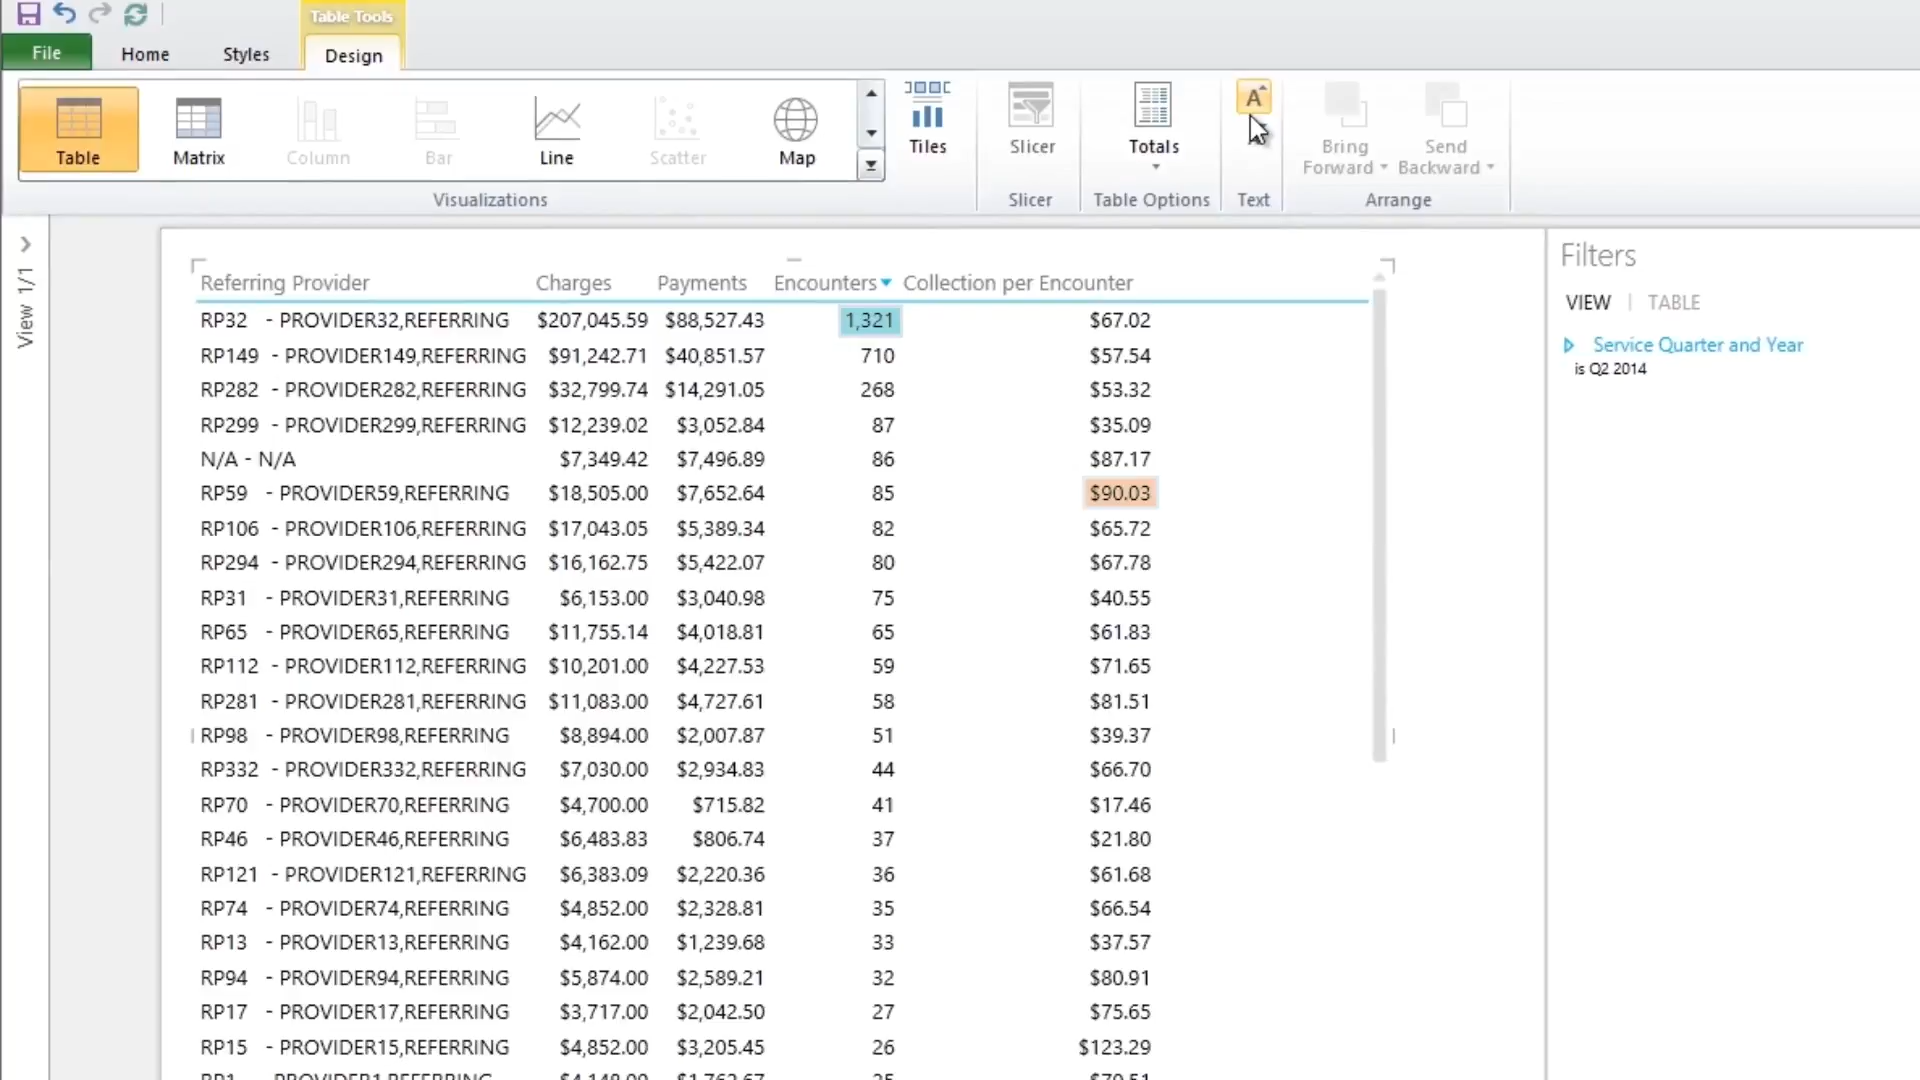 Table Tools
File Home Styles Design
Table Matrix Column Bar Line Scatter Map Tiles Slicer Totals A Bring Forward Send Backward
Visualizations Slicer Table Options Text Arrange
View 1/1
Referring Provider Charges Payments Encounters Collection per Encounter
RP32 - PROVIDER32,REFERRING $207,045.59 $88,527.43 1,321 $67.02
RP149 - PROVIDER149,REFERRING $91,242.71 $40,851.57 710 $57.54
RP282 - PROVIDER282,REFERRING $32,799.74 $14,291.05 268 $53.32
RP299 - PROVIDER299,REFERRING $12,239.02 $3,052.84 87 $35.09
N/A - N/A $7,349.42 $7,496.89 86 $87.17
RP59 - PROVIDER59,REFERRING $18,505.00 $7,652.64 85 $90.03
RP106 - PROVIDER106,REFERRING $17,043.05 $5,389.34 82 $65.72
RP294 - PROVIDER294,REFERRING $16,162.75 $5,422.07 80 $67.78
RP31 - PROVIDER31,REFERRING $6,153.00 $3,040.98 75 $40.55
RP65 - PROVIDER65,REFERRING $11,755.14 $4,018.81 65 $61.83
RP112 - PROVIDER112,REFERRING $10,201.00 $4,227.53 59 $71.65
RP281 - PROVIDER281,REFERRING $11,083.00 $4,727.61 58 $81.51
RP98 - PROVIDER98,REFERRING $8,894.00 $2,007.87 51 $39.37
RP332 - PROVIDER332,REFERRING $7,030.00 $2,934.83 44 $66.70
RP70 - PROVIDER70,REFERRING $4,700.00 $715.82 41 $17.46
RP46 - PROVIDER46,REFERRING $6,483.83 $806.74 37 $21.80
RP121 - PROVIDER121,REFERRING $6,383.09 $2,220.36 36 $61.68
RP74 - PROVIDER74,REFERRING $4,852.00 $2,328.81 35 $66.54
RP13 - PROVIDER13,REFERRING $4,162.00 $1,239.68 33 $37.57
RP94 - PROVIDER94,REFERRING $5,874.00 $2,589.21 32 $80.91
RP17 - PROVIDER17,REFERRING $3,717.00 $2,042.50 27 $75.65
RP15 - PROVIDER15,REFERRING $4,852.00 $3,205.45 26 $123.29
Filters
VIEW | TABLE
Service Quarter and Year
is Q2 2014